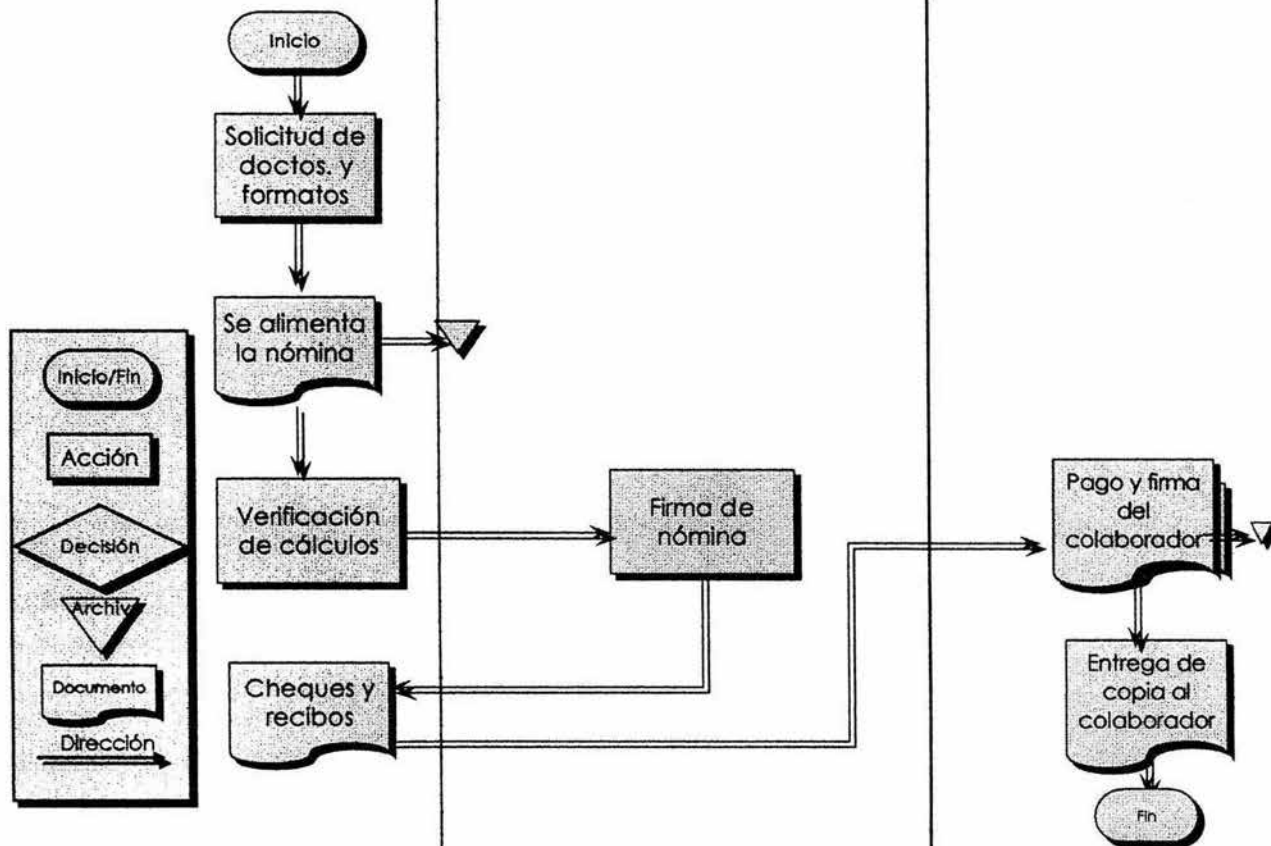 Inicio
Solicitud de
doctos. y
formatos
Se alimenta
la nómina
Verificación
de cálculos
Firma de
nómina
Cheques y
recibos
Pago y firma
del
colaborador
Entrega de
copia al
colaborador
Fin
Inicio/Fin
Acción
Decisión
Archiv
Documento
Dirección